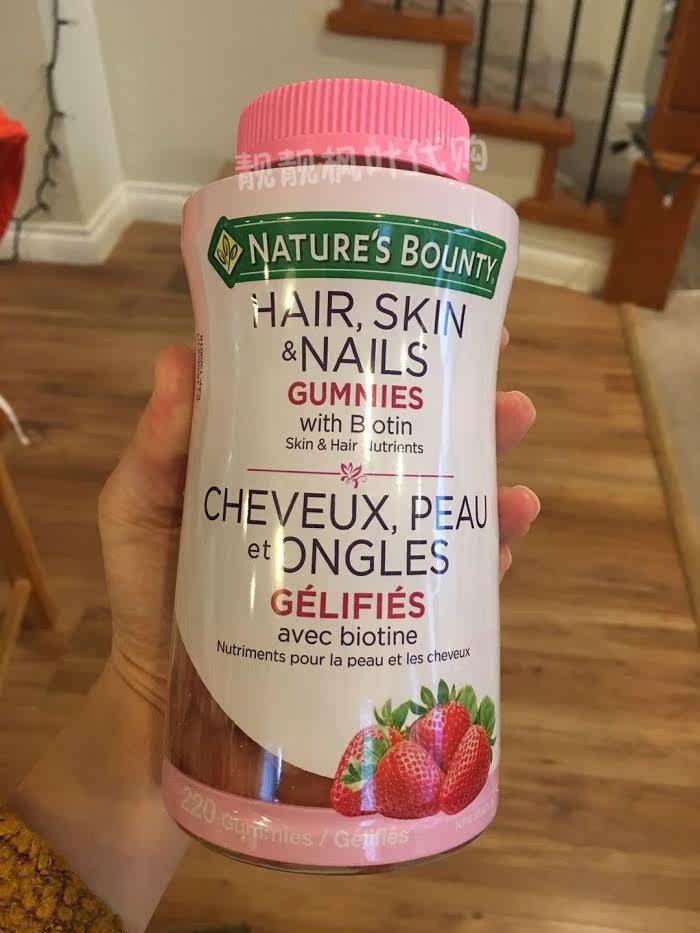 靓靓枫叶代购
NATURE'S BOUNTY
HAIR, SKIN
& NAILS
GUMMIES
with Biotin
Skin & Hair Nutrients
CHEVEUX, PEAU
et ONGLES
GÉLIFIÉS
avec biotine
Nutriments pour la peau et les cheveux
220 Gummies / Gélifiés